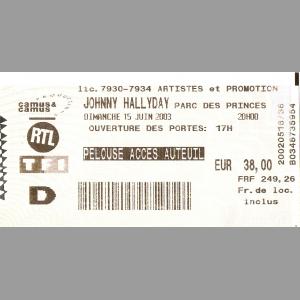 lic. 7930-7934 ARTISTES et PROMOTION
camus&
camus
JOHNNY HALLYDAY PARC DES PRINCES
DIMANCHE 15 JUIN 2003 20H00
OUVERTURE DES PORTES: 17H
RTL
TF1
D
PELOUSE ACCES AUTEUIL
EUR 38,00
FRF 249,26
Fr. de loc.
inclus